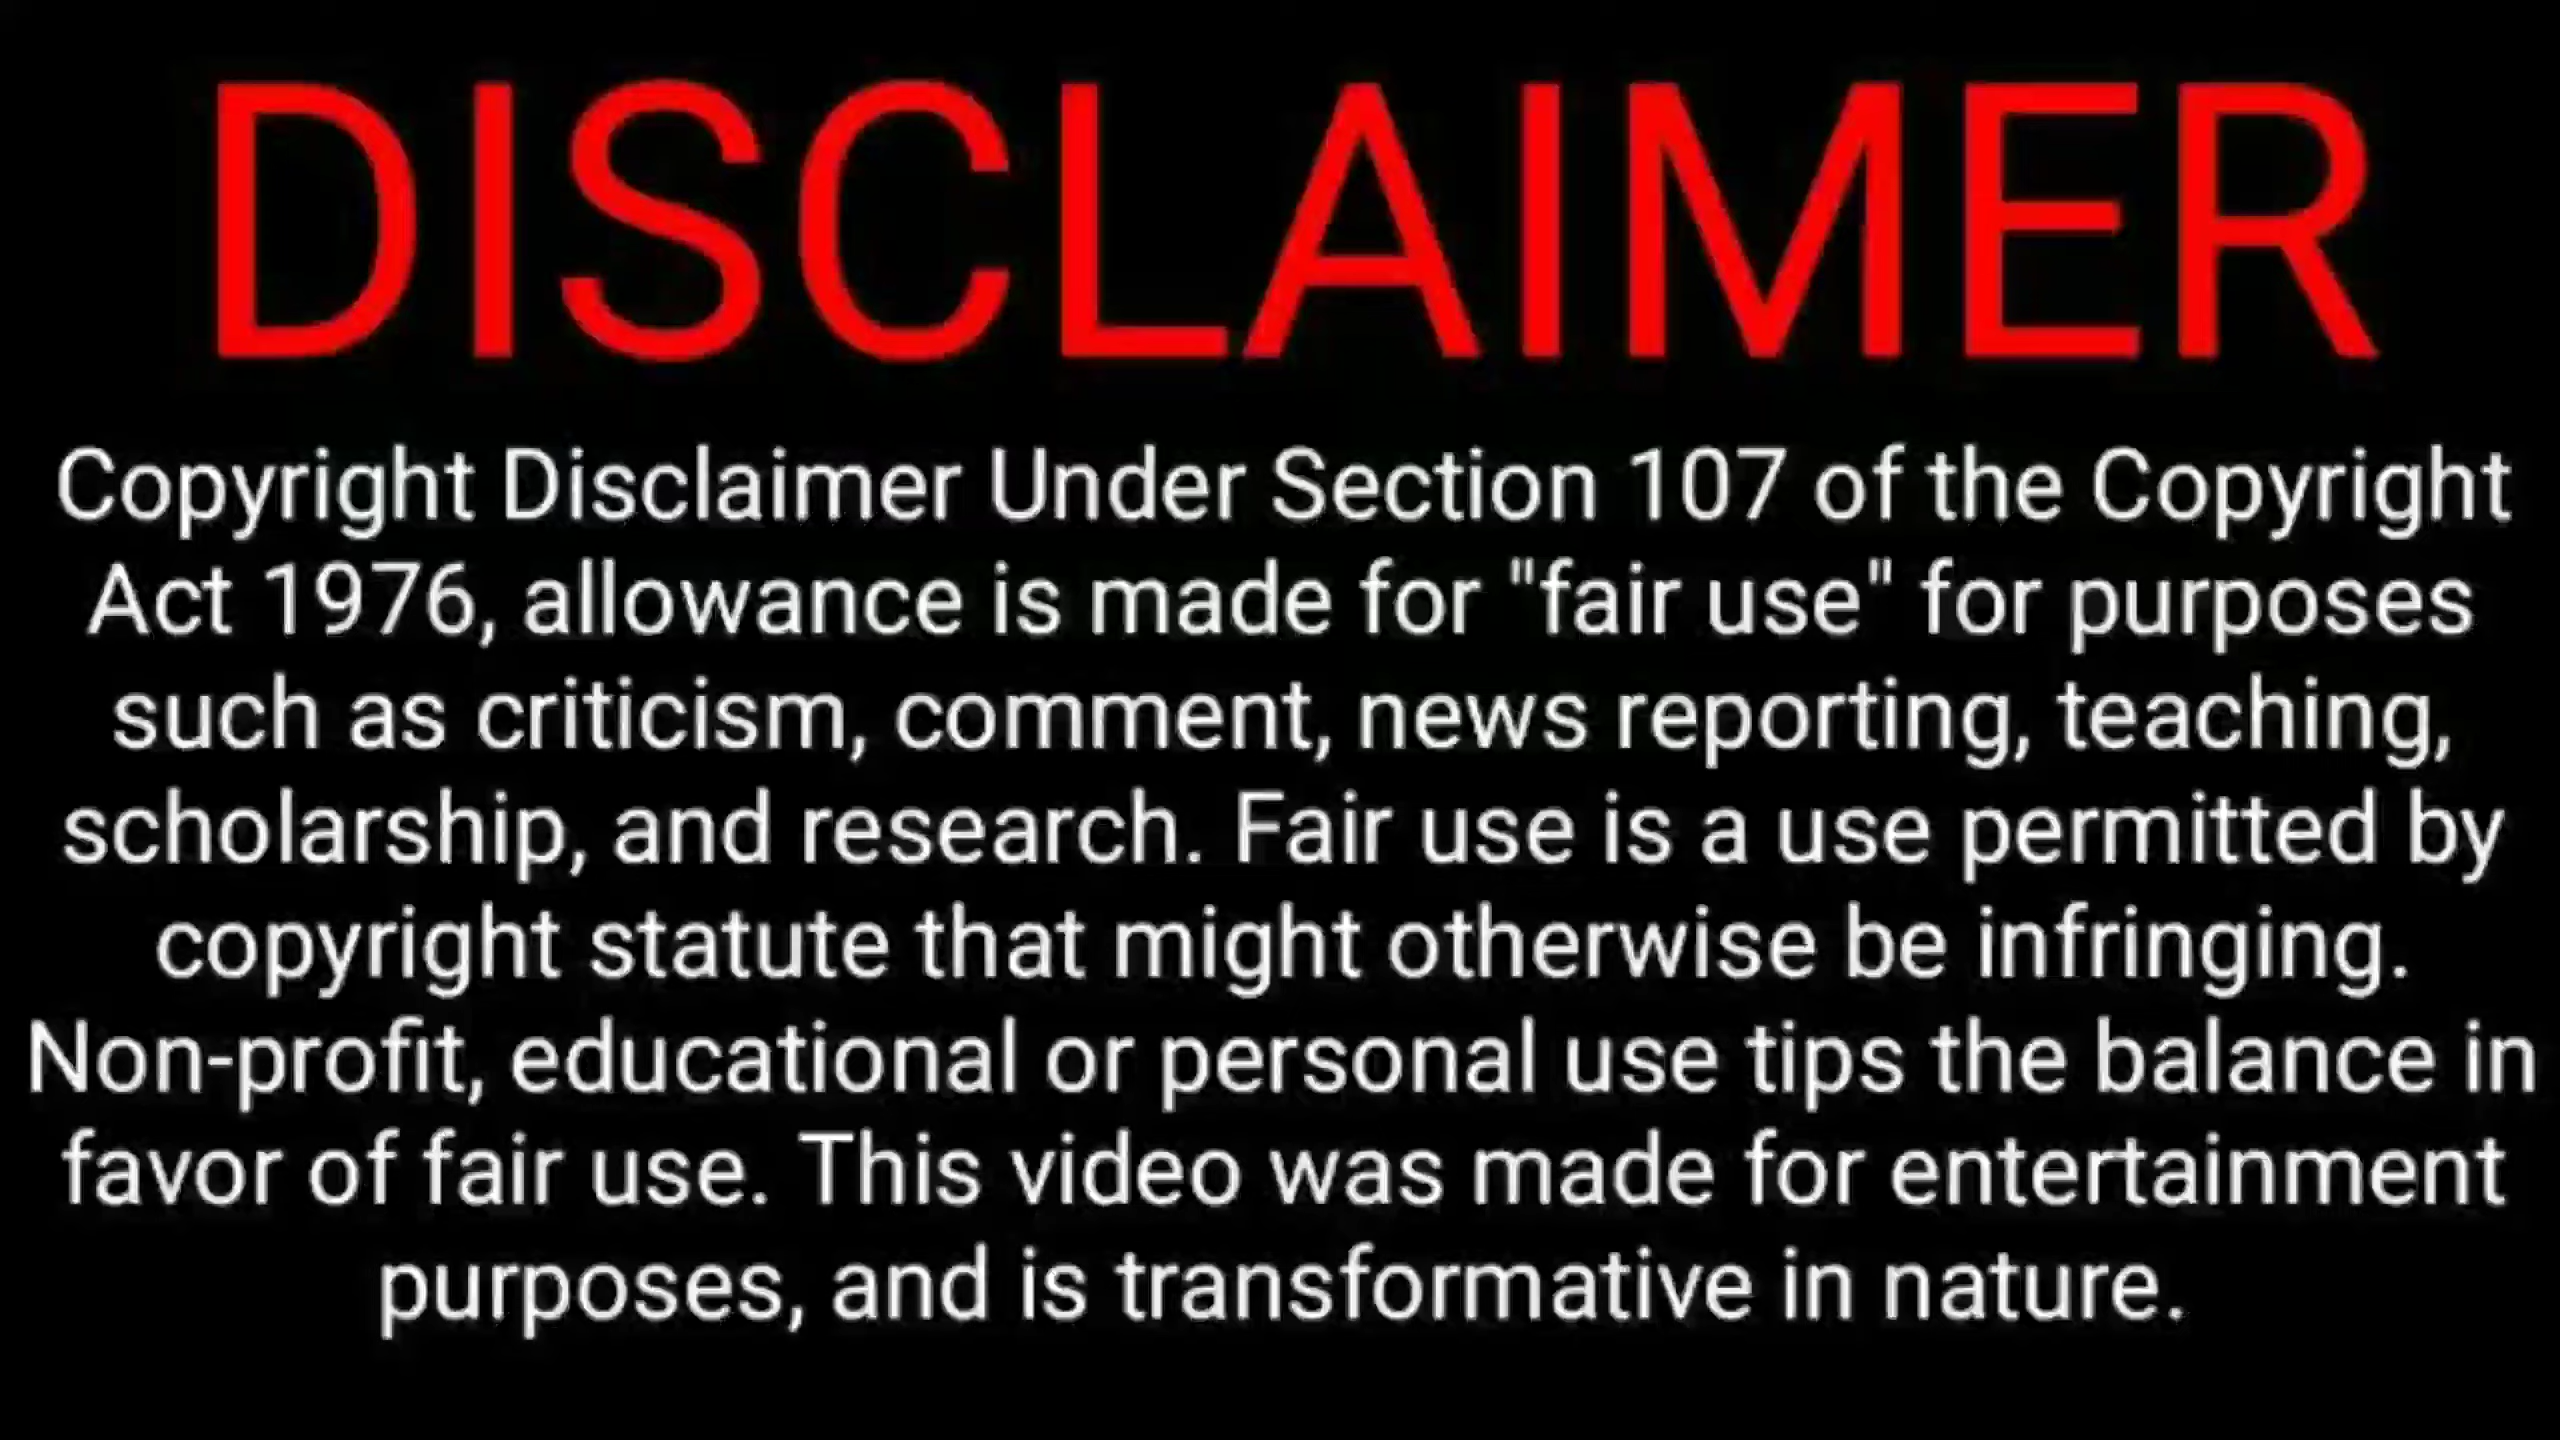 DISCLAIMER
Copyright Disclaimer Under Section 107 of the Copyright
Act 1976, allowance is made for "fair use" for purposes
such as criticism, comment, news reporting, teaching,
scholarship, and research. Fair use is a use permitted by
copyright statute that might otherwise be infringing.
Non-profit, educational or personal use tips the balance in
favor of fair use. This video was made for entertainment
purposes, and is transformative in nature.